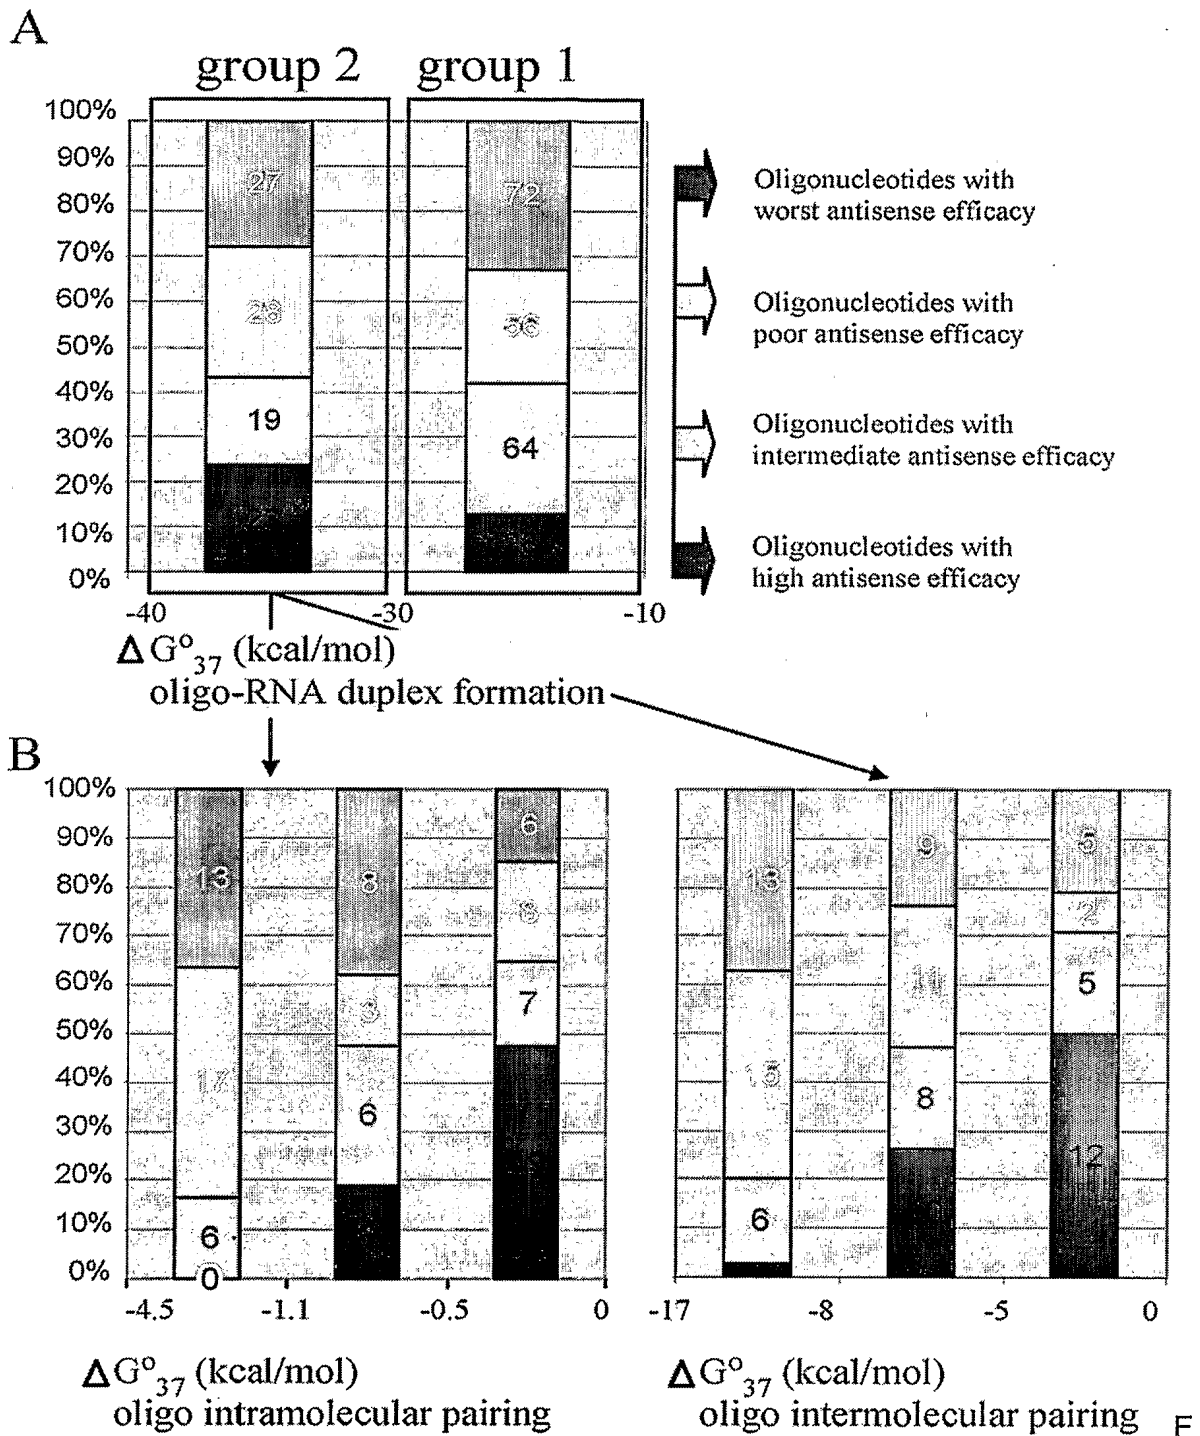 A
group 2 group 1
100%
90%
80%
70%
60%
50%
40%
30%
20%
10%
0%
27
28
19
72
56
64
Oligonucleotides with
worst antisense efficacy
Oligonucleotides with
poor antisense efficacy
Oligonucleotides with
intermediate antisense efficacy
Oligonucleotides with
high antisense efficacy
-40 -30 -10
ΔG°37 (kcal/mol)
oligo-RNA duplex formation
B
100%
90%
80%
70%
60%
50%
40%
30%
20%
10%
0%
13
17
6
0
8
3
6
6
8
7
13
6
9
11
8
5
2
5
12
-4.5 -1.1 -0.5 0
-17 -8 -5 0
ΔG°37 (kcal/mol)
oligo intramolecular pairing
ΔG°37 (kcal/mol)
oligo intermolecular pairing